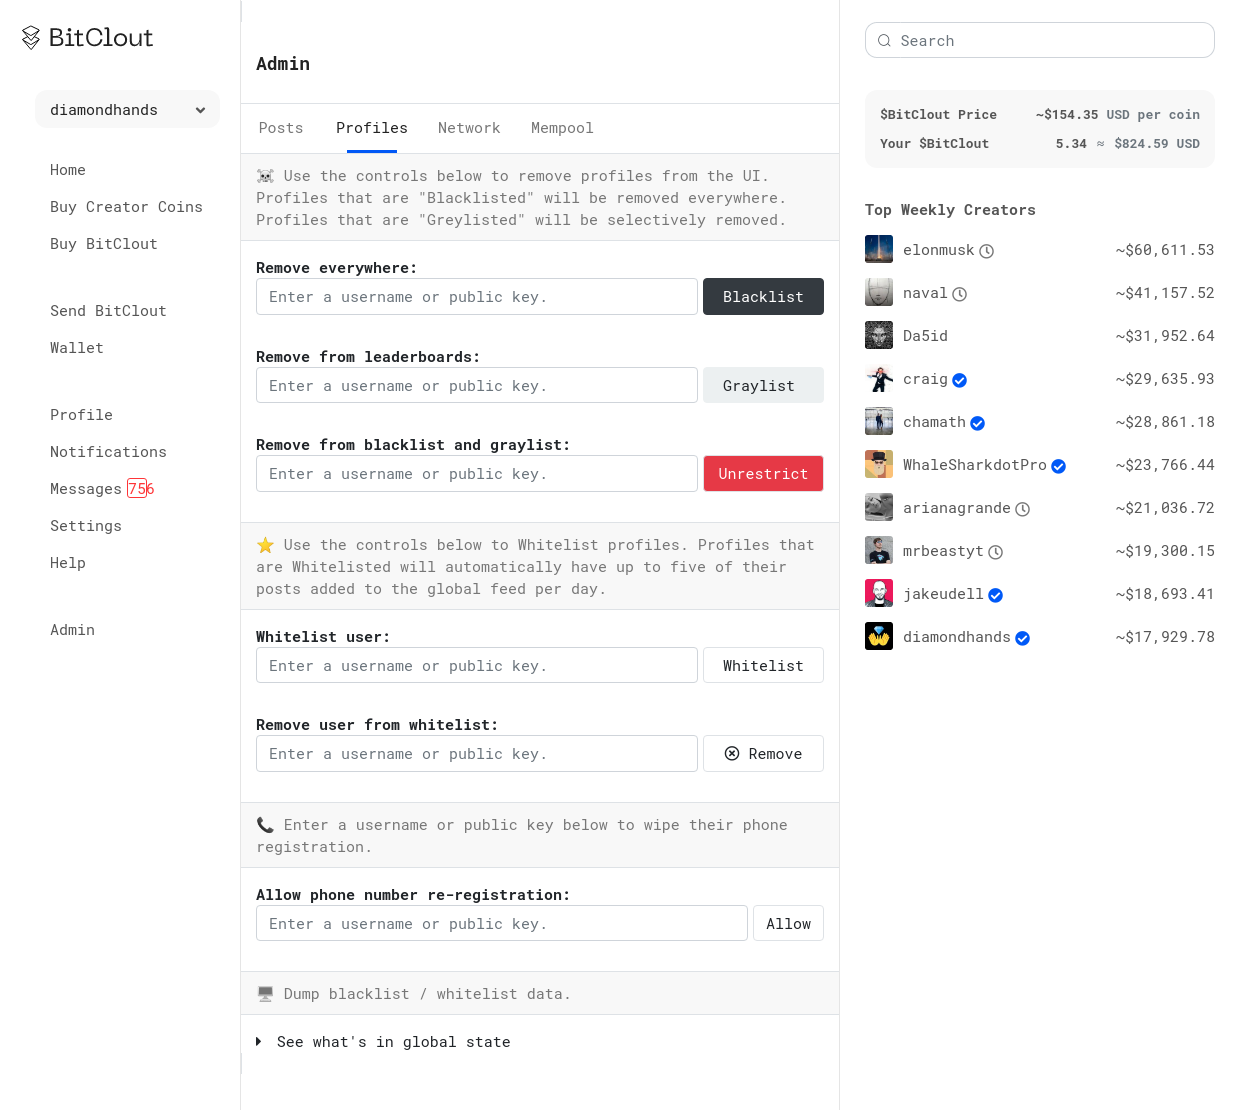 BitClout
diamondhands
Home
Buy Creator Coins
Buy BitClout
Send BitClout
Wallet
Profile
Notifications
Messages 756
Settings
Help
Admin
Admin
Posts Profiles Network Mempool
☠️ Use the controls below to remove profiles from the UI.
Profiles that are "Blacklisted" will be removed everywhere.
Profiles that are "Greylisted" will be selectively removed.
Remove everywhere:
Enter a username or public key. Blacklist
Remove from leaderboards:
Enter a username or public key. Graylist
Remove from blacklist and graylist:
Enter a username or public key. Unrestrict
⭐ Use the controls below to Whitelist profiles. Profiles that
are Whitelisted will automatically have up to five of their
posts added to the global feed per day.
Whitelist user:
Enter a username or public key. Whitelist
Remove user from whitelist:
Enter a username or public key. Remove
📞 Enter a username or public key below to wipe their phone
registration.
Allow phone number re-registration:
Enter a username or public key. Allow
🖥️ Dump blacklist / whitelist data.
See what's in global state
Search
$BitClout Price ~$154.35 USD per coin
Your $BitClout 5.34 ≈ $824.59 USD
Top Weekly Creators
elonmusk ~$60,611.53
naval ~$41,157.52
Da5id ~$31,952.64
craig ~$29,635.93
chamath ~$28,861.18
WhaleSharkdotPro ~$23,766.44
arianagrande ~$21,036.72
mrbeastyt ~$19,300.15
jakeudell ~$18,693.41
diamondhands ~$17,929.78